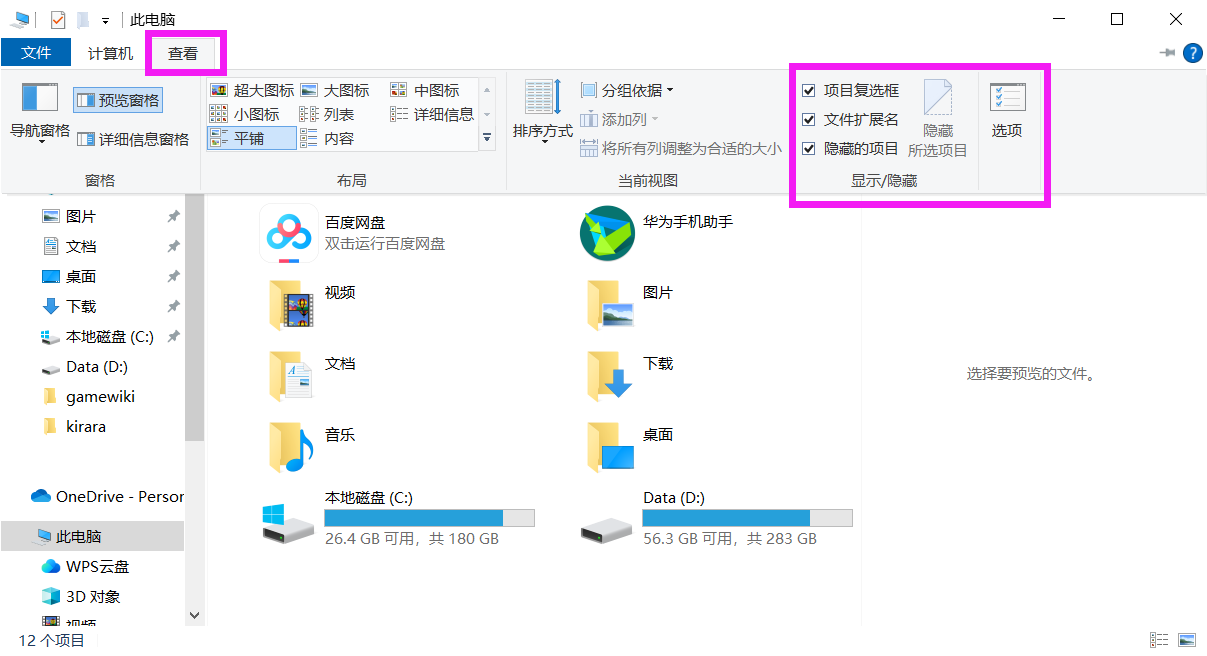 此电脑
文件 计算机 查看
导航窗格
预览窗格
详细信息窗格
窗格
超大图标 大图标 中图标
小图标 列表 详细信息
平铺 内容
布局
排序方式
分组依据
添加列
将所有列调整为合适的大小
当前视图
项目复选框
文件扩展名
隐藏的项目
隐藏
所选项目
显示/隐藏
选项
图片
文档
桌面
下载
本地磁盘 (C:)
Data (D:)
gamewiki
kirara
OneDrive - Person
此电脑
WPS云盘
3D 对象
视频
百度网盘
双击运行百度网盘
华为手机助手
视频
图片
文档
下载
音乐
桌面
本地磁盘 (C:)
26.4 GB 可用，共 180 GB
Data (D:)
56.3 GB 可用，共 283 GB
选择要预览的文件。
12 个项目